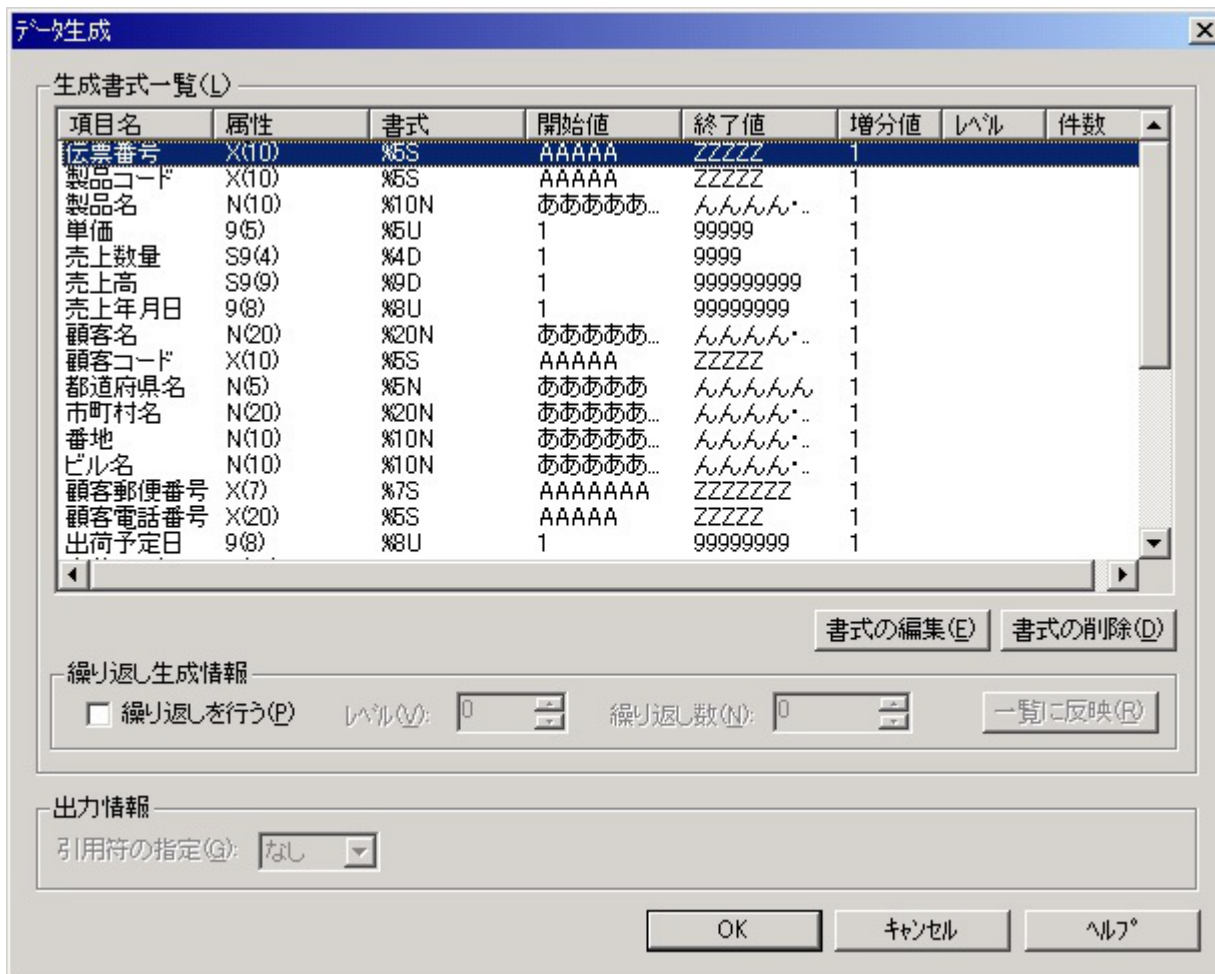 ﾃﾞｰﾀ生成
生成書式一覧(L)
項目名 属性 書式 開始値 終了値 増分値 ﾚﾍﾞﾙ 件数
伝票番号 X(10) %5S AAAAA ZZZZZ 1
製品コード X(10) %5S AAAAA ZZZZZ 1
製品名 N(10) %10N あああああ... んんんん･.. 1
単価 9(5) %5U 1 99999 1
売上数量 S9(4) %4D 1 9999 1
売上高 S9(9) %9D 1 999999999 1
売上年月日 9(8) %8U 1 99999999 1
顧客名 N(20) %20N あああああ... んんんん･.. 1
顧客コード X(10) %5S AAAAA ZZZZZ 1
都道府県名 N(5) %5N あああああ んんんんん 1
市町村名 N(20) %20N あああああ... んんんん･.. 1
番地 N(10) %10N あああああ... んんんん･.. 1
ビル名 N(10) %10N あああああ... んんんん･.. 1
顧客郵便番号 X(7) %7S AAAAAAA ZZZZZZZ 1
顧客電話番号 X(20) %5S AAAAA ZZZZZ 1
出荷予定日 9(8) %8U 1 99999999 1
書式の編集(E) 書式の削除(D)
繰り返し生成情報
繰り返しを行う(P) ﾚﾍﾞﾙ(V): 0 繰り返し数(N): 0 一覧に反映(R)
出力情報
引用符の指定(G): なし
OK ｷｬﾝｾﾙ ﾍﾙﾌﾟ